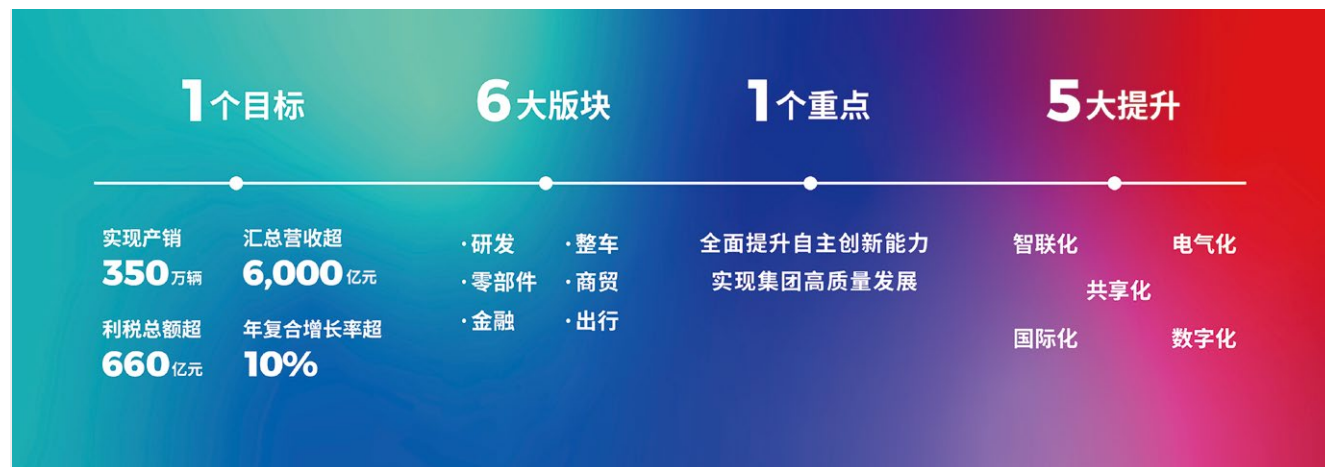 1个目标
实现产销
350万辆
汇总营收超
6,000亿元
利税总额超
660亿元
年复合增长率超
10%
6大版块
·研发
·整车
·零部件
·商贸
·金融
·出行
1个重点
全面提升自主创新能力
实现集团高质量发展
5大提升
智联化
电气化
共享化
国际化
数字化